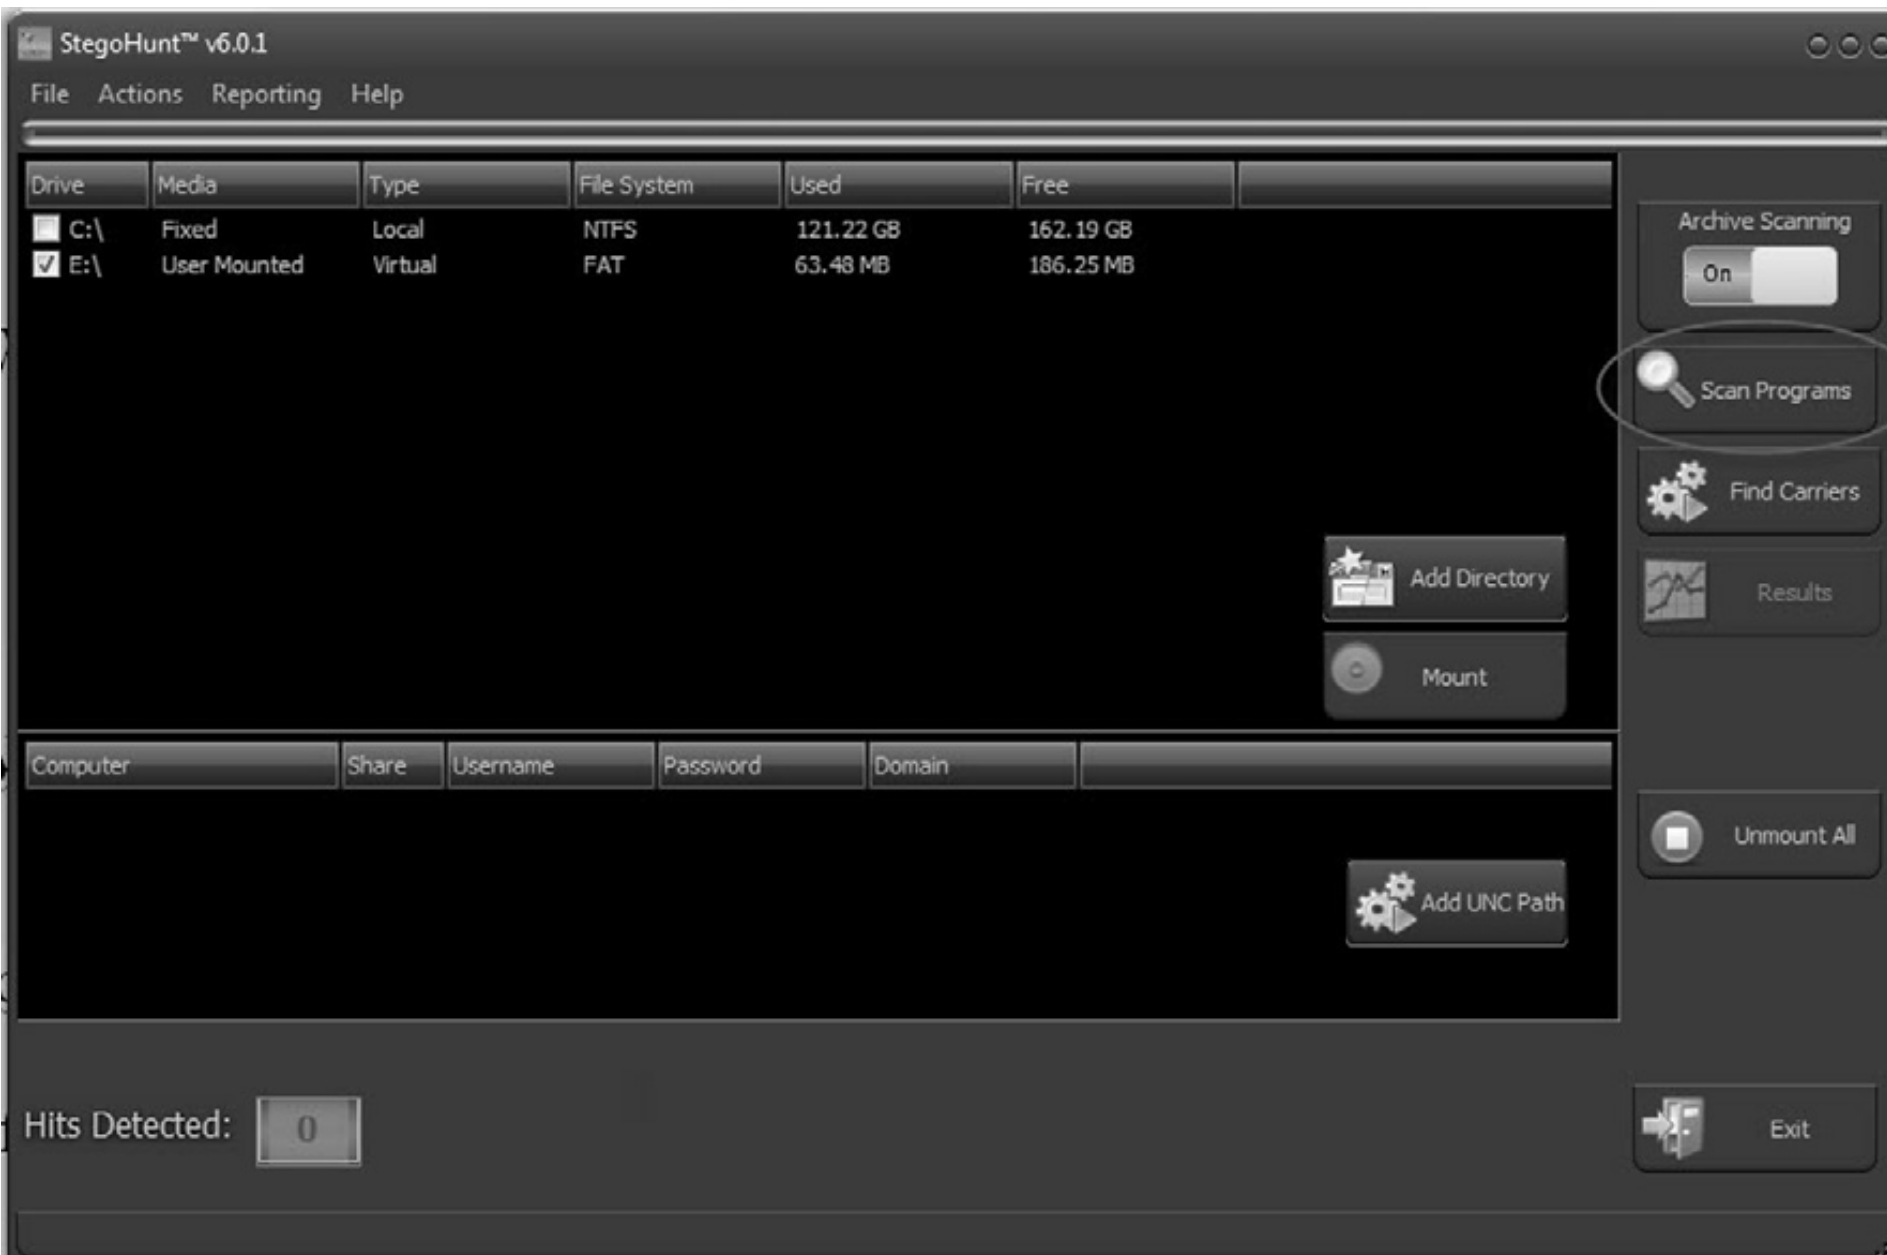 StegoHunt™ v6.0.1
File Actions Reporting Help
Drive Media Type File System Used Free
C:\ Fixed Local NTFS 121.22 GB 162.19 GB
E:\ User Mounted Virtual FAT 63.48 MB 186.25 MB
Archive Scanning
On
Scan Programs
Find Carriers
Results
Add Directory
Mount
Computer Share Username Password Domain
Add UNC Path
Unmount All
Hits Detected: 0
Exit